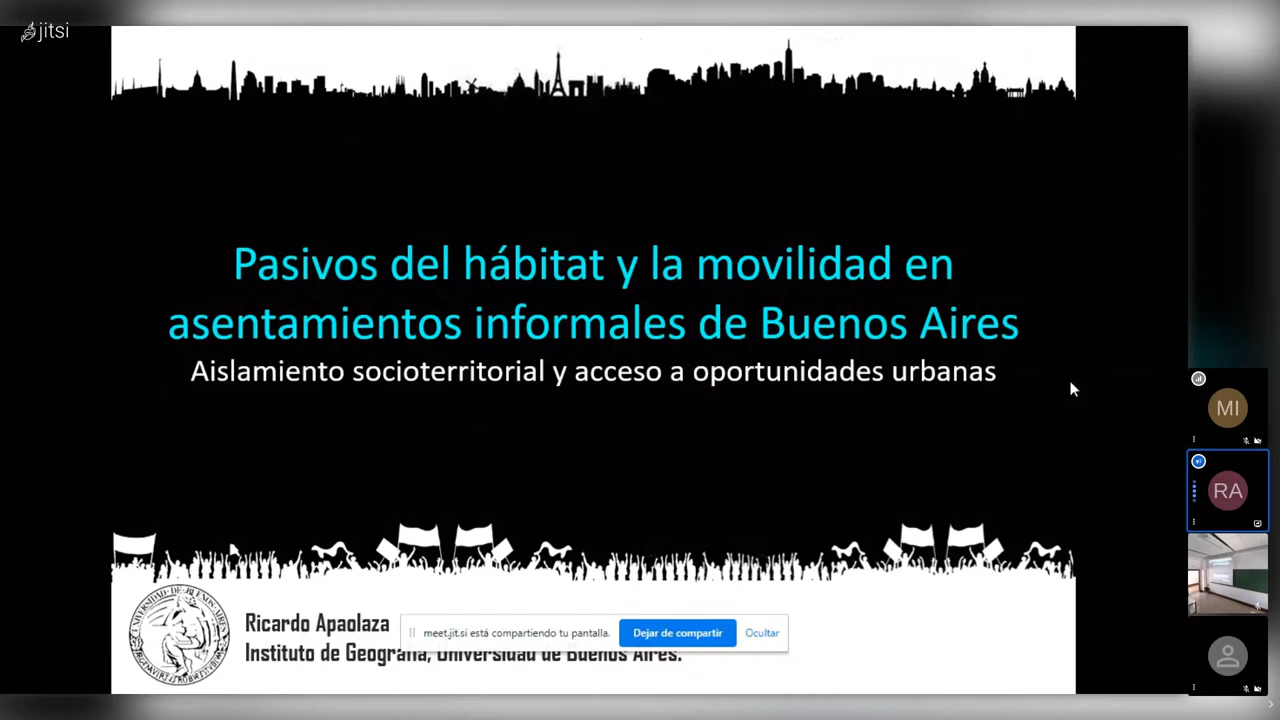 jitsi
Pasivos del hábitat y la movilidad en
asentamientos informales de Buenos Aires
Aislamiento socioterritorial y acceso a oportunidades urbanas
MI
RA
Ricardo Apaolaza
meet.jit.si está compartiendo tu pantalla.
Dejar de compartir
Ocultar
Instituto de Geografía, Universidad de Buenos Aires.